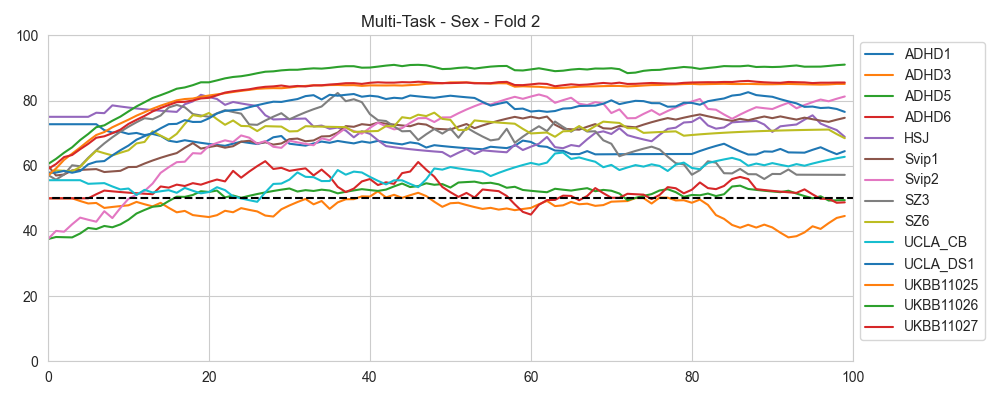 Multi-Task - Sex - Fold 2
100
80
60
40
20
0
0
20
40
60
80
100
ADHD1
ADHD3
ADHD5
ADHD6
HSJ
Svip1
Svip2
SZ3
SZ6
UCLA_CB
UCLA_DS1
UKBB11025
UKBB11026
UKBB11027